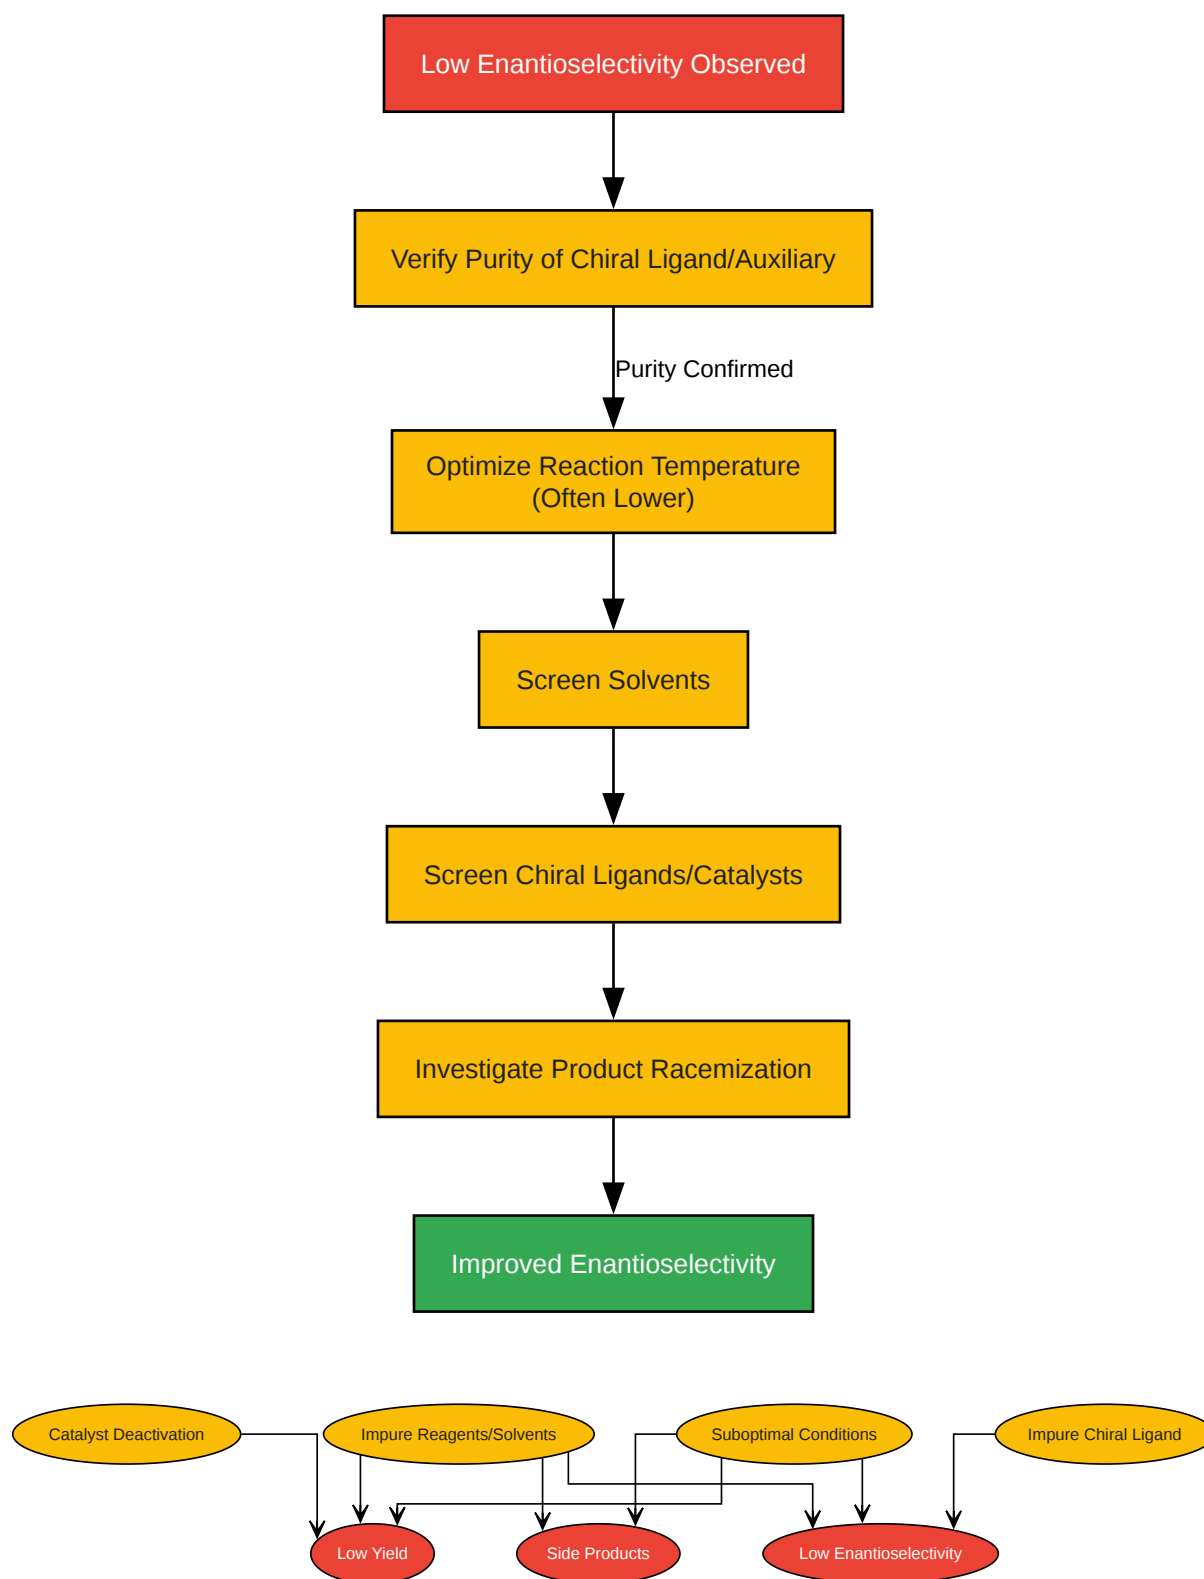 Low Enantioselectivity Observed
Verify Purity of Chiral Ligand/Auxiliary
Purity Confirmed
Optimize Reaction Temperature
(Often Lower)
Screen Solvents
Screen Chiral Ligands/Catalysts
Investigate Product Racemization
Improved Enantioselectivity
Catalyst Deactivation
Impure Reagents/Solvents
Suboptimal Conditions
Impure Chiral Ligand
Low Yield
Side Products
Low Enantioselectivity